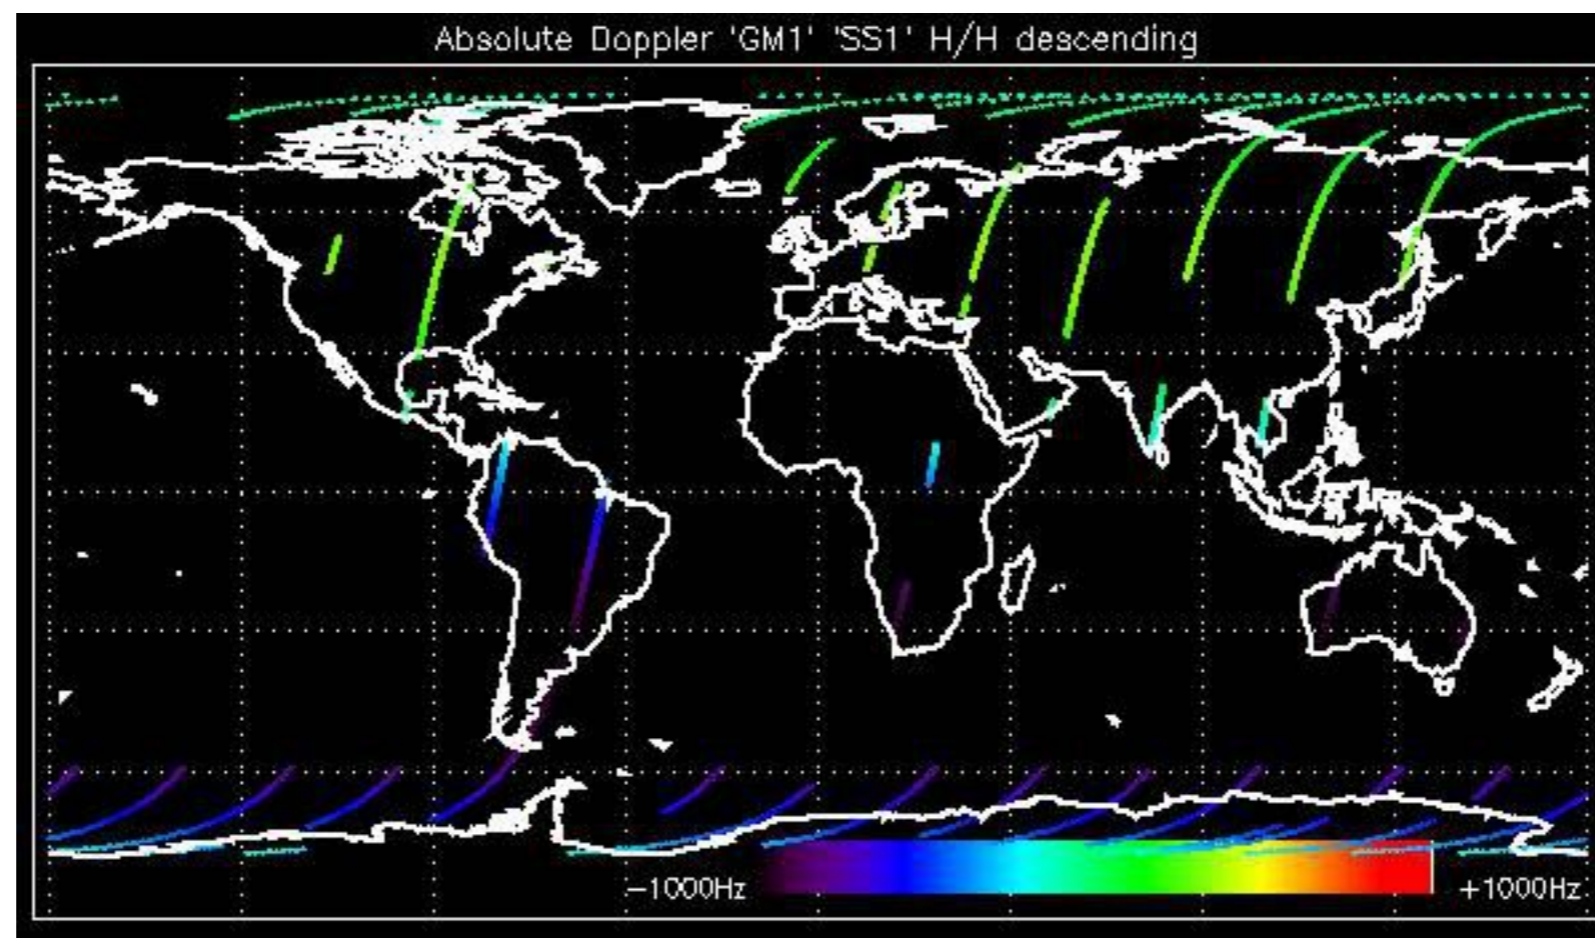 Absolute Doppler 'GM1' 'SS1' H/H descending
−1000Hz
+1000Hz